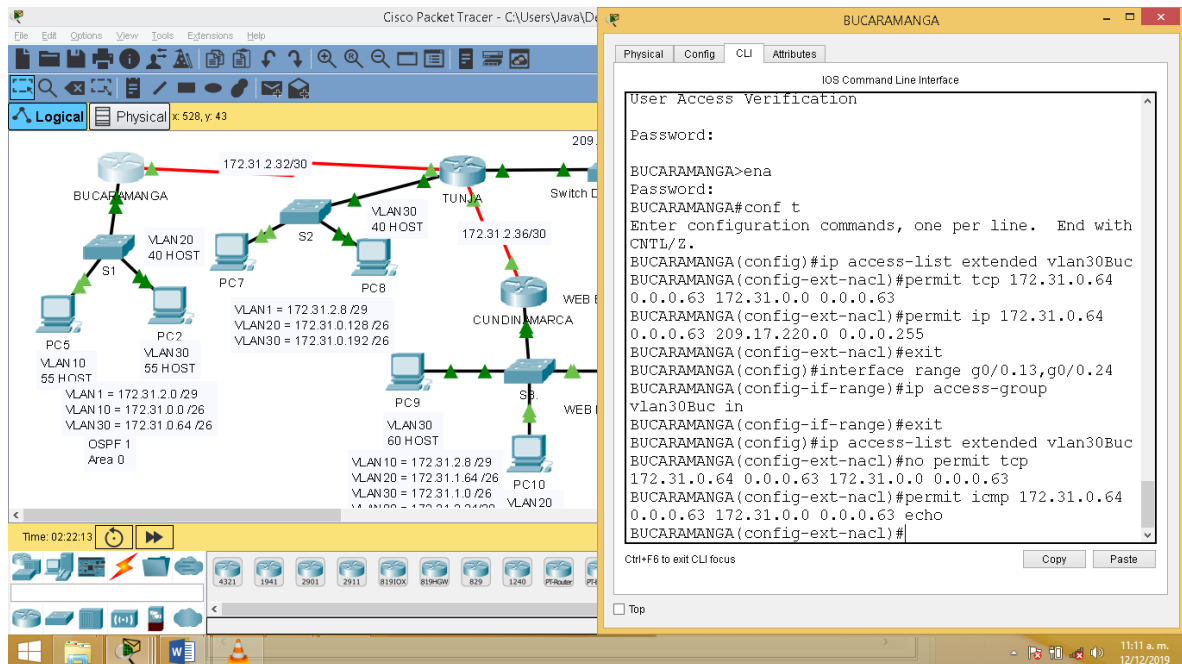 Cisco Packet Tracer - C:\Users\Java\De
File Edit Options View Tools Extensions Help
Logical
Physical
x: 528, y: 43
209.
172.31.2.32/30
BUCARAMANGA
TUNJA
Switch D
VLAN20
40 HOST
S1
S2
VLAN30
40 HOST
172.31.2.36/30
PC7
PC8
VLAN1 = 172.31.2.8 /29
VLAN20 = 172.31.0.128 /26
VLAN30 = 172.31.0.192 /26
CUNDINAMARCA
WEB
PC5
PC2
VLAN10
55 HOST
VLAN30
55 HOST
VLAN1 = 172.31.2.0 /29
VLAN10 = 172.31.0.0 /26
VLAN30 = 172.31.0.64 /26
OSPF 1
Area 0
PC9
S3.
WEB
VLAN30
60 HOST
PC10
VLAN20
VLAN10 = 172.31.2.8 /29
VLAN20 = 172.31.1.64 /26
VLAN30 = 172.31.1.0 /26
Time: 02:22:13
4321
1941
2901
2911
819IOX
819HGW
829
1240
PT-Router
BUCARAMANGA
Physical
Config
CLI
Attributes
IOS Command Line Interface
User Access Verification
Password:
BUCARAMANGA>ena
Password:
BUCARAMANGA#conf t
Enter configuration commands, one per line. End with
CNTL/Z.
BUCARAMANGA(config)#ip access-list extended vlan30Buc
BUCARAMANGA(config-ext-nacl)#permit tcp 172.31.0.64
0.0.0.63 172.31.0.0 0.0.0.63
BUCARAMANGA(config-ext-nacl)#permit ip 172.31.0.64
0.0.0.63 209.17.220.0 0.0.0.255
BUCARAMANGA(config-ext-nacl)#exit
BUCARAMANGA(config)#interface range g0/0.13,g0/0.24
BUCARAMANGA(config-if-range)#ip access-group
vlan30Buc in
BUCARAMANGA(config-if-range)#exit
BUCARAMANGA(config)#ip access-list extended vlan30Buc
BUCARAMANGA(config-ext-nacl)#no permit tcp
172.31.0.64 0.0.0.63 172.31.0.0 0.0.0.63
BUCARAMANGA(config-ext-nacl)#permit icmp 172.31.0.64
0.0.0.63 172.31.0.0 0.0.0.63 echo
BUCARAMANGA(config-ext-nacl)#
Ctrl+F6 to exit CLI focus
Copy
Paste
Top
11:11 a. m.
12/12/2019